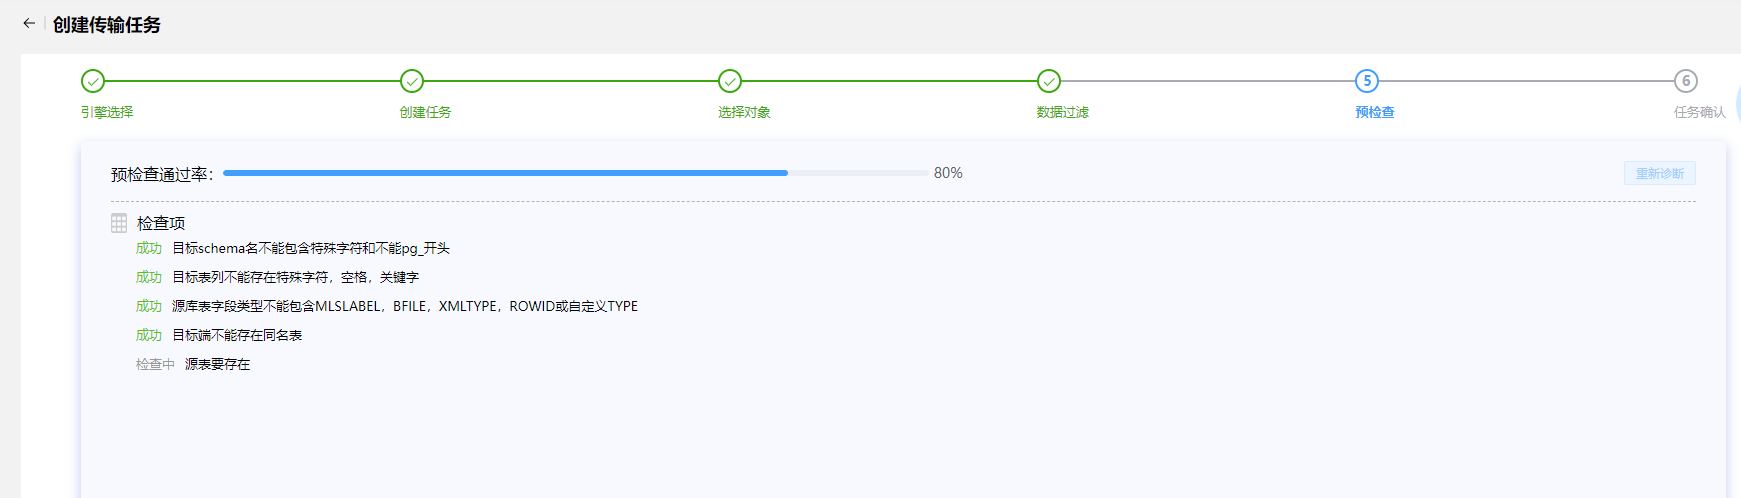 创建传输任务
5 6
引擎选择 创建任务 选择对象 数据过滤 预检查 任务确认
预检查通过率： 80% 重新诊断
检查项
成功 目标schema名不能包含特殊字符和不能pg_开头
成功 目标表列不能存在特殊字符，空格，关键字
成功 源库表字段类型不能包含MLSLABEL，BFILE，XMLTYPE，ROWID或自定义TYPE
成功 目标端不能存在同名表
检查中 源表要存在